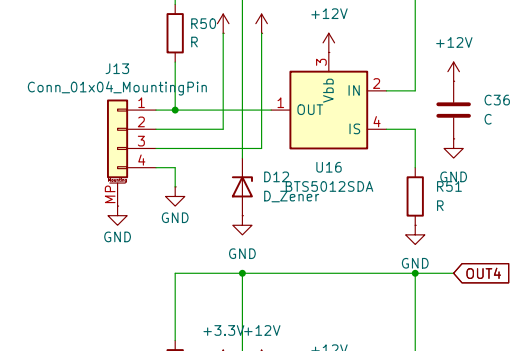 +12V
R50
R
+12V
J13
Conn_01x04_MountingPin
3
Vbb
C36
C
1
2
3
4
1
OUT
IN
2
IS
4
Mounting
MP
GND
GND
D12
D_Zener
U16
BTS5012SDA
GND
R51
R
GND
GND
OUT4
+3.3V
+12V
+12V